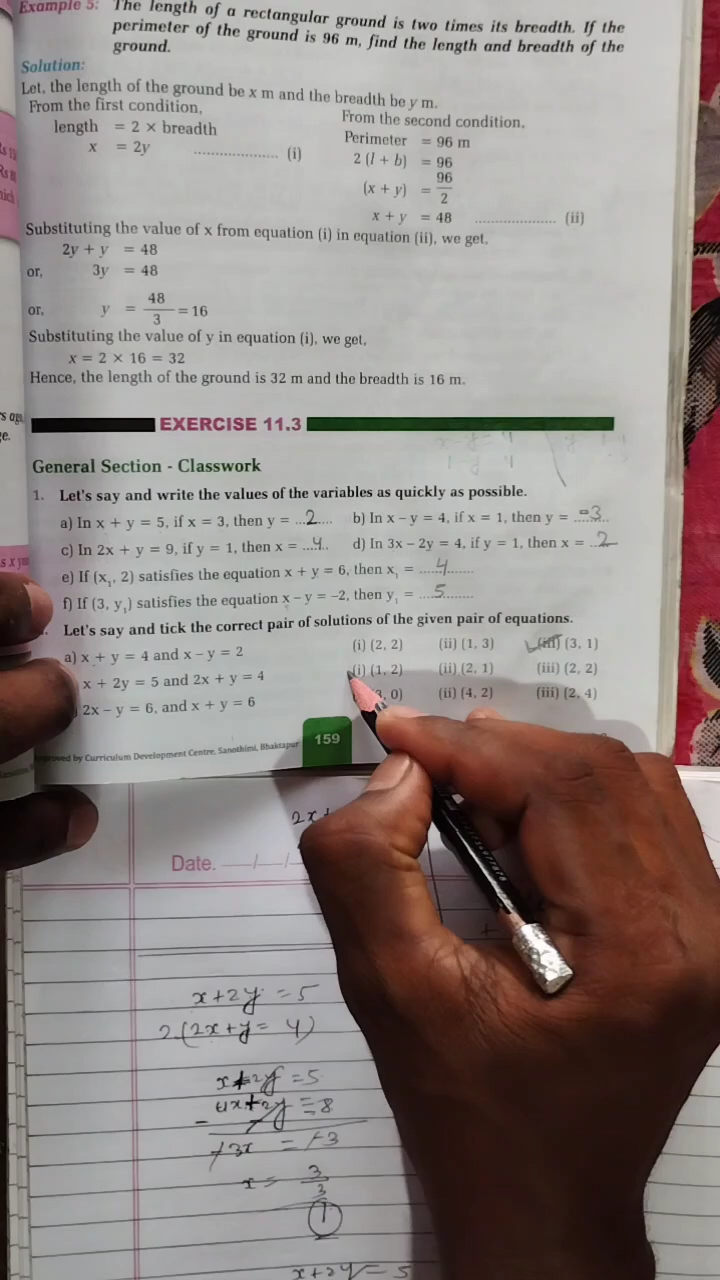 Example 5: The length of a rectangular ground is two times its breadth. If the
perimeter of the ground is 96 m, find the length and breadth of the
ground.
Solution:
Let, the length of the ground be x m and the breadth be y m.
From the first condition,
length = 2 × breadth
x = 2y .................... (i)
From the second condition,
Perimeter = 96 m
2 (l + b) = 96
(x + y) = 96/2
x + y = 48 .................... (ii)
Substituting the value of x from equation (i) in equation (ii), we get,
2y + y = 48
or, 3y = 48
or, y = 48/3 = 16
Substituting the value of y in equation (i), we get,
x = 2 × 16 = 32
Hence, the length of the ground is 32 m and the breadth is 16 m.
EXERCISE 11.3
General Section - Classwork
1. Let's say and write the values of the variables as quickly as possible.
a) In x + y = 5, if x = 3, then y = ...2.... b) In x – y = 4, if x = 1, then y = ...-3...
c) In 2x + y = 9, if y = 1, then x = ...4.. d) In 3x – 2y = 4, if y = 1, then x = ...2
e) If (x₁, 2) satisfies the equation x + y = 6, then x₁ = .....4.......
f) If (3, y₁) satisfies the equation x – y = –2, then y₁ = ...5........
Let's say and tick the correct pair of solutions of the given pair of equations.
a) x + y = 4 and x – y = 2 (i) (2, 2) (ii) (1, 3) (iii) (3, 1)
x + 2y = 5 and 2x + y = 4 (i) (1, 2) (ii) (2, 1) (iii) (2, 2)
2x – y = 6, and x + y = 6 0) (ii) (4, 2) (iii) (2, 4)
by Curriculum Development Centre, Sanothimi, Bhaktapur 159
2x+
Date. __/__/__
x+2y = 5
2(2x+y = 4)
x+2y = 5
4x+2y = 8
-3x = -3
x = 3/3
1
x+2y = 5